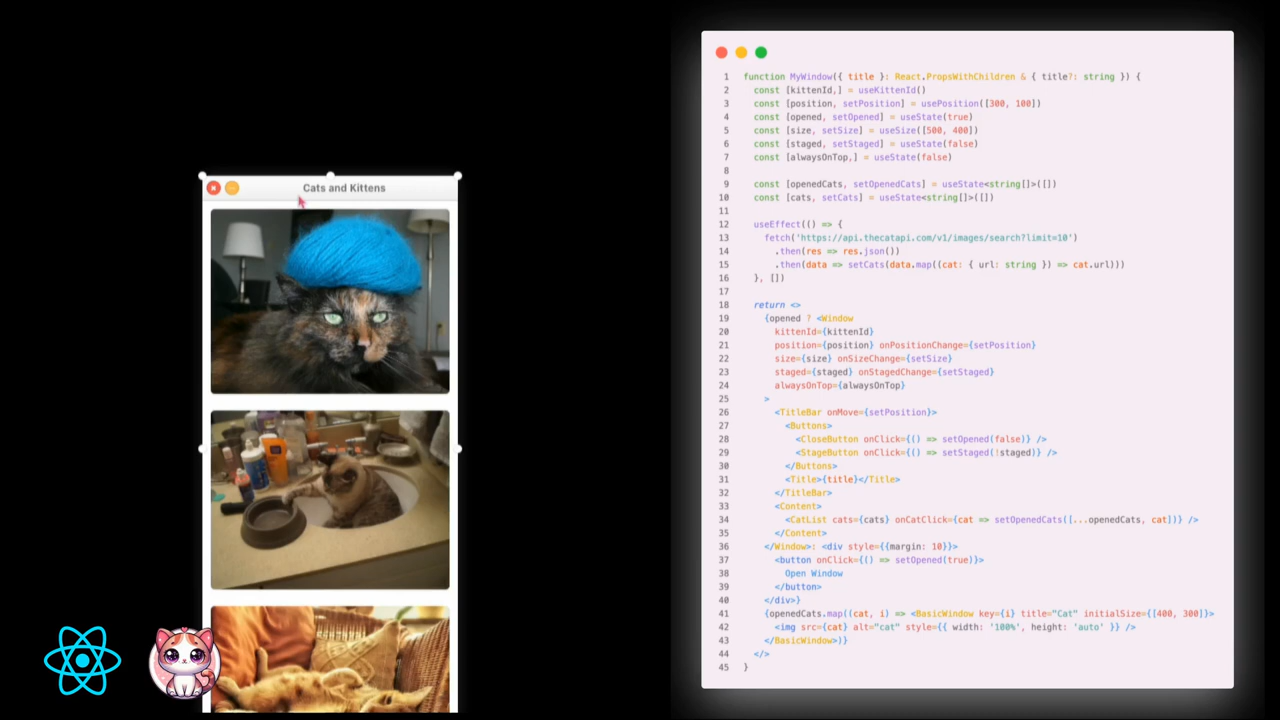 Cats and Kittens
1 function MyWindow({ title }: React.PropsWithChildren & { title?: string }) {
2 const [kittenId,] = useKittenId()
3 const [position, setPosition] = usePosition([300, 100])
4 const [opened, setOpened] = useState(true)
5 const [size, setSize] = useSize([500, 400])
6 const [staged, setStaged] = useState(false)
7 const [alwaysOnTop,] = useState(false)
8
9 const [openedCats, setOpenedCats] = useState<string[]>([])
10 const [cats, setCats] = useState<string[]>([])
11
12 useEffect(() => {
13 fetch('https://api.thecatapi.com/v1/images/search?limit=10')
14 .then(res => res.json())
15 .then(data => setCats(data.map((cat: { url: string }) => cat.url)))
16 }, [])
17
18 return <>
19 {opened ? <Window
20 kittenId={kittenId}
21 position={position} onPositionChange={setPosition}
22 size={size} onSizeChange={setSize}
23 staged={staged} onStagedChange={setStaged}
24 alwaysOnTop={alwaysOnTop}
25 >
26 <TitleBar onMove={setPosition}>
27 <Buttons>
28 <CloseButton onClick={() => setOpened(false)} />
29 <StageButton onClick={() => setStaged(!staged)} />
30 </Buttons>
31 <Title>{title}</Title>
32 </TitleBar>
33 <Content>
34 <CatList cats={cats} onCatClick={cat => setOpenedCats([...openedCats, cat])} />
35 </Content>
36 </Window>: <div style={{margin: 10}}>
37 <button onClick={() => setOpened(true)}>
38 Open Window
39 </button>
40 </div>}
41 {openedCats.map((cat, i) => <BasicWindow key={i} title="Cat" initialSize={[400, 300]}>
42 <img src={cat} alt="cat" style={{ width: '100%', height: 'auto' }} />
43 </BasicWindow>)}
44 </>
45 }